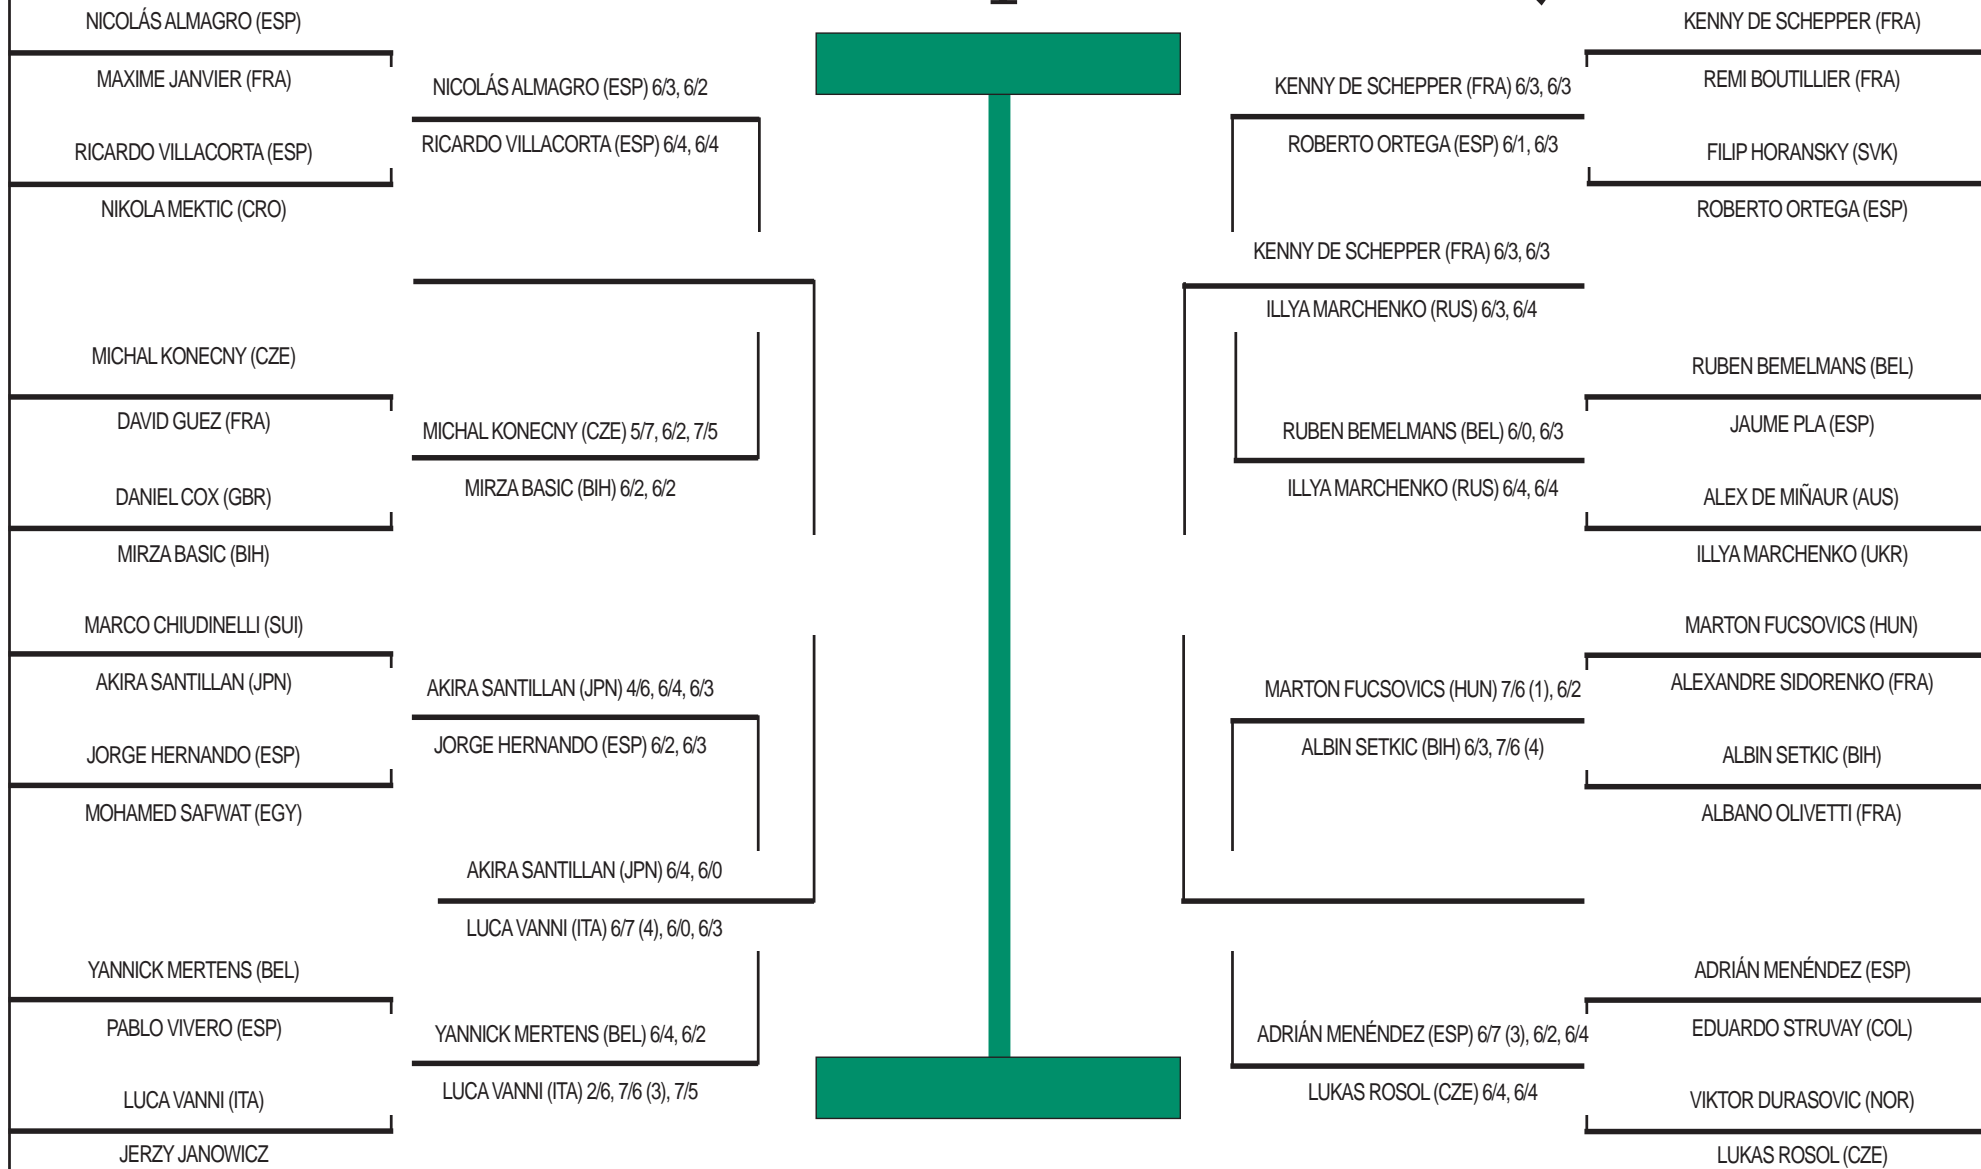 NICOLÁS ALMAGRO (ESP)
MAXIME JANVIER (FRA)
RICARDO VILLACORTA (ESP)
NIKOLA MEKTIC (CRO)
MICHAL KONECNY (CZE)
DAVID GUEZ (FRA)
DANIEL COX (GBR)
MIRZA BASIC (BIH)
MARCO CHIUDINELLI (SUI)
AKIRA SANTILLAN (JPN)
JORGE HERNANDO (ESP)
MOHAMED SAFWAT (EGY)
YANNICK MERTENS (BEL)
PABLO VIVERO (ESP)
LUCA VANNI (ITA)
JERZY JANOWICZ
NICOLÁS ALMAGRO (ESP) 6/3, 6/2
RICARDO VILLACORTA (ESP) 6/4, 6/4
MICHAL KONECNY (CZE) 5/7, 6/2, 7/5
MIRZA BASIC (BIH) 6/2, 6/2
AKIRA SANTILLAN (JPN) 4/6, 6/4, 6/3
JORGE HERNANDO (ESP) 6/2, 6/3
AKIRA SANTILLAN (JPN) 6/4, 6/0
LUCA VANNI (ITA) 6/7 (4), 6/0, 6/3
YANNICK MERTENS (BEL) 6/4, 6/2
LUCA VANNI (ITA) 2/6, 7/6 (3), 7/5
KENNY DE SCHEPPER (FRA) 6/3, 6/3
ROBERTO ORTEGA (ESP) 6/1, 6/3
KENNY DE SCHEPPER (FRA) 6/3, 6/3
ILLYA MARCHENKO (RUS) 6/3, 6/4
RUBEN BEMELMANS (BEL) 6/0, 6/3
ILLYA MARCHENKO (RUS) 6/4, 6/4
MARTON FUCSOVICS (HUN) 7/6 (1), 6/2
ALBIN SETKIC (BIH) 6/3, 7/6 (4)
ADRIÁN MENÉNDEZ (ESP) 6/7 (3), 6/2, 6/4
LUKAS ROSOL (CZE) 6/4, 6/4
KENNY DE SCHEPPER (FRA)
REMI BOUTILLIER (FRA)
FILIP HORANSKY (SVK)
ROBERTO ORTEGA (ESP)
RUBEN BEMELMANS (BEL)
JAUME PLA (ESP)
ALEX DE MIÑAUR (AUS)
ILLYA MARCHENKO (UKR)
MARTON FUCSOVICS (HUN)
ALEXANDRE SIDORENKO (FRA)
ALBIN SETKIC (BIH)
ALBANO OLIVETTI (FRA)
ADRIÁN MENÉNDEZ (ESP)
EDUARDO STRUVAY (COL)
VIKTOR DURASOVIC (NOR)
LUKAS ROSOL (CZE)